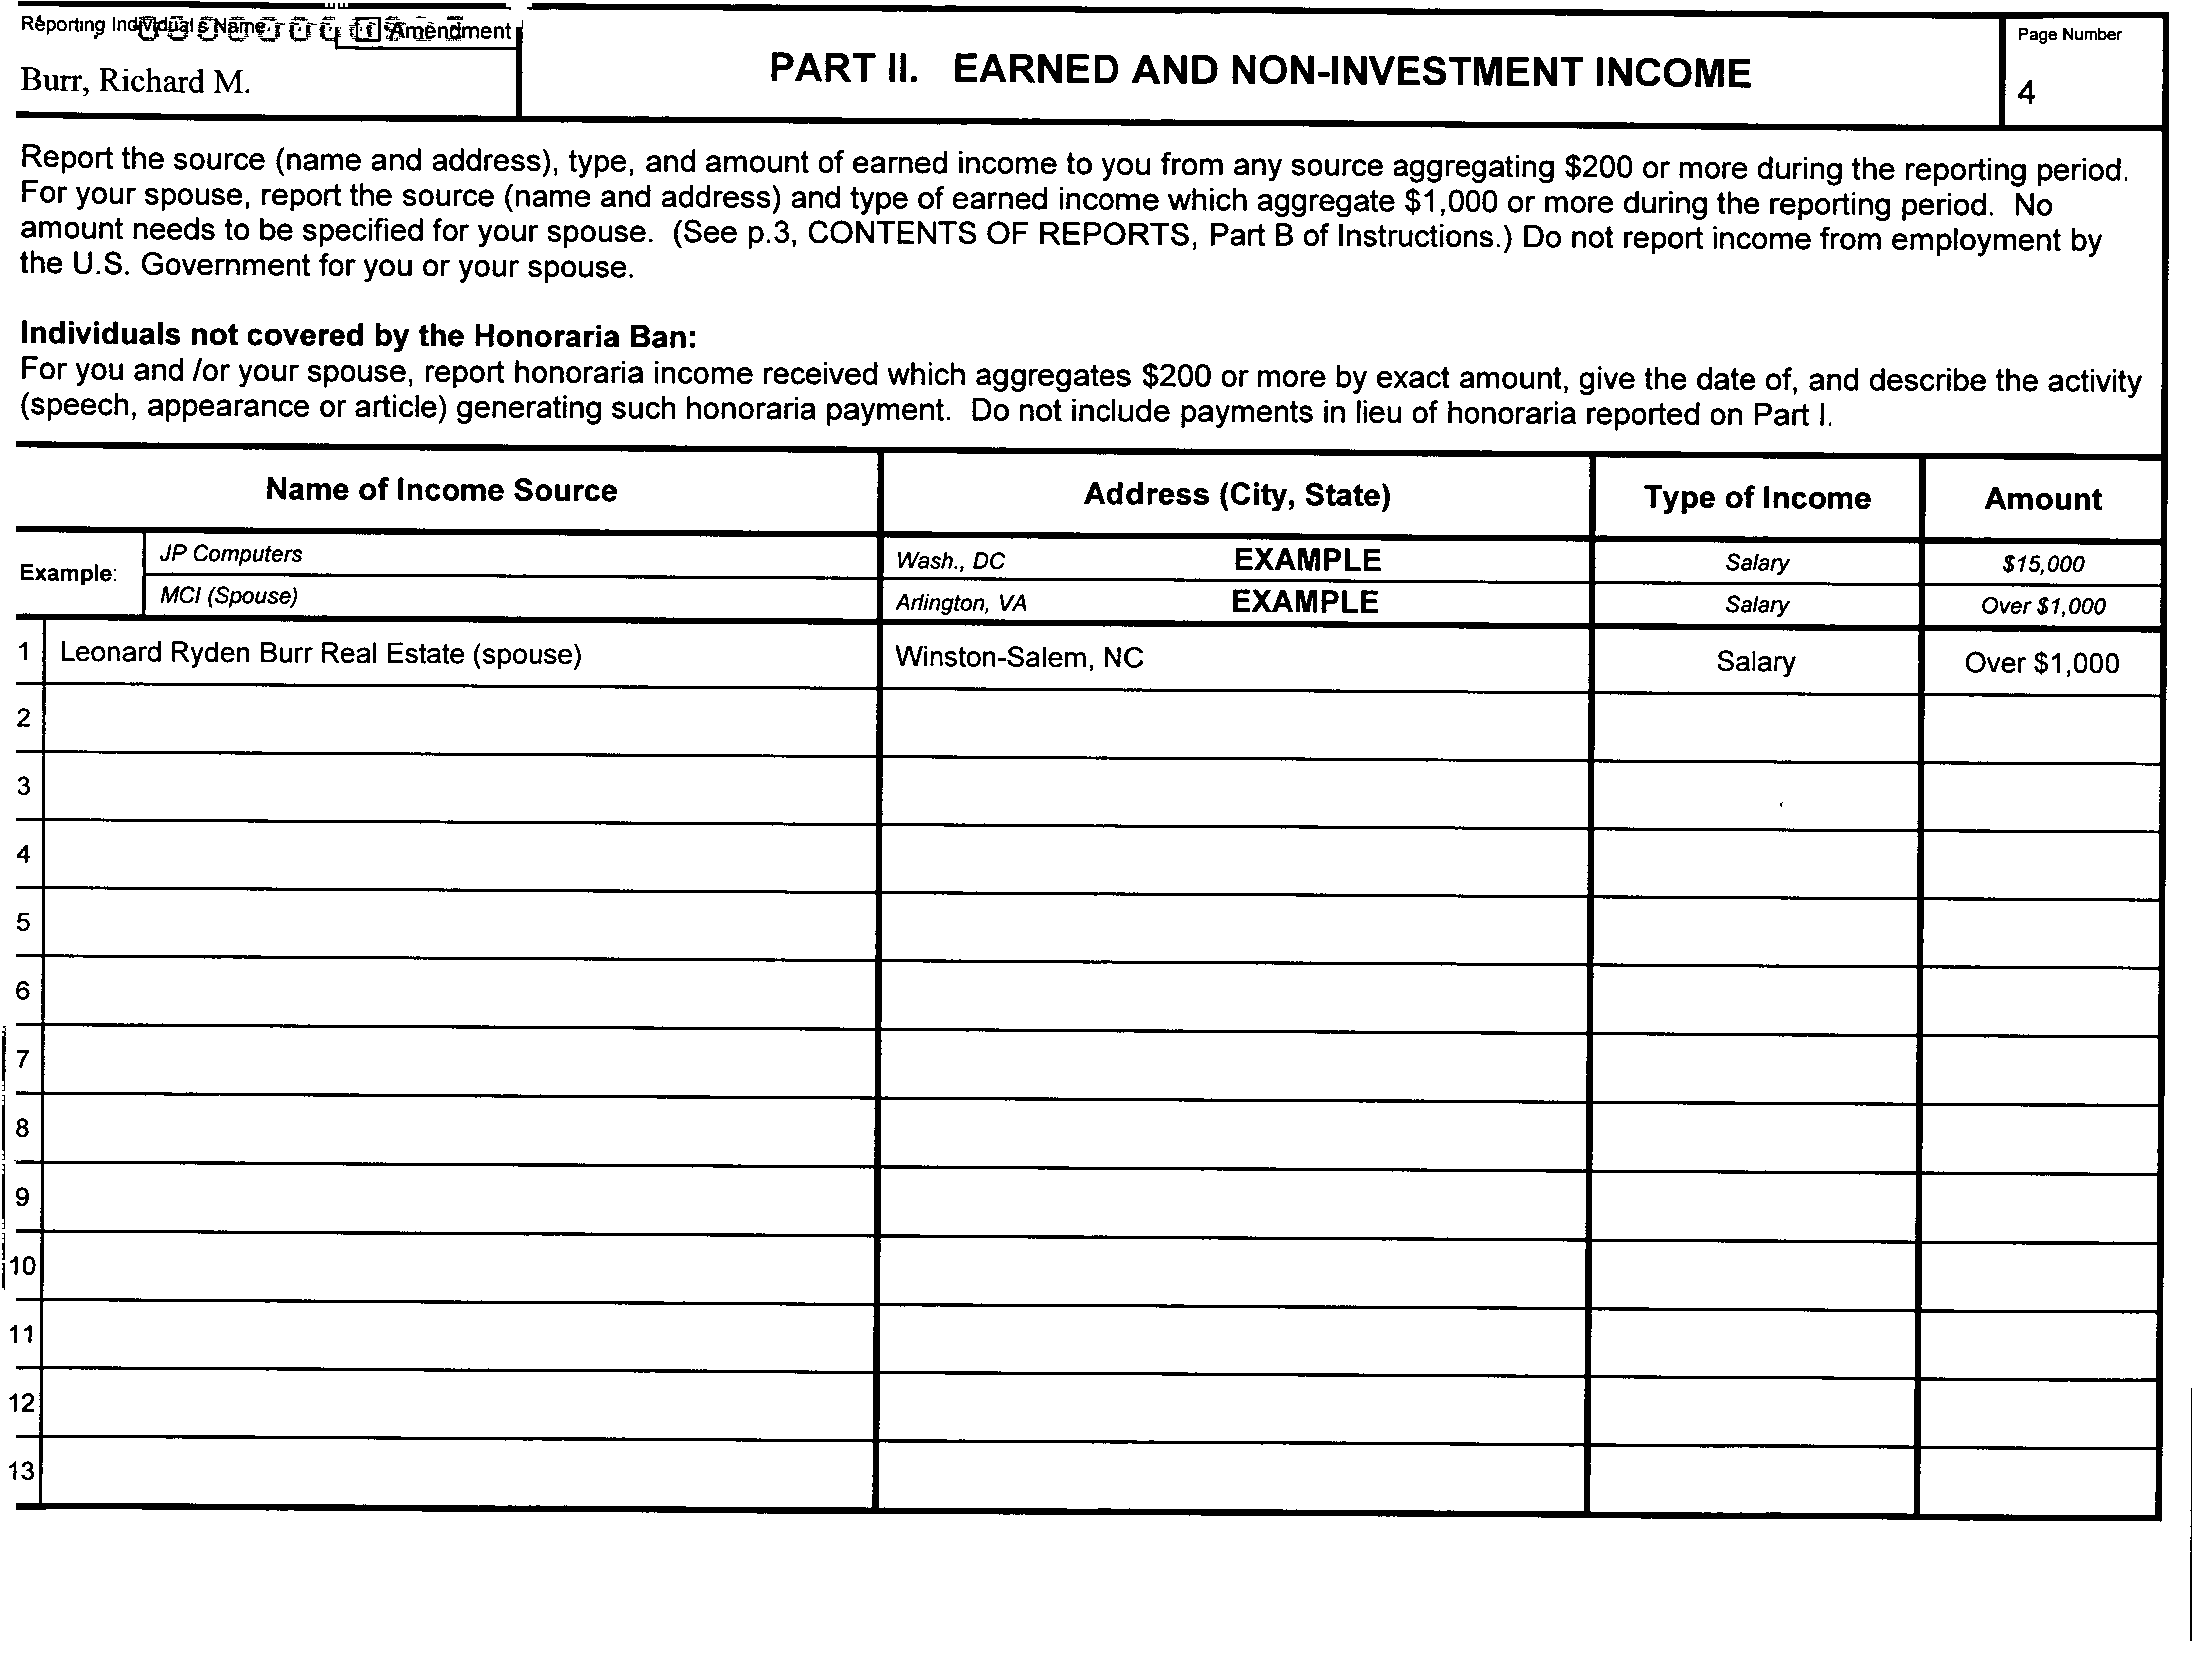 Reporting Individual's Name Amendment
Burr, Richard M.
PART II. EARNED AND NON-INVESTMENT INCOME
Page Number
4
Report the source (name and address), type, and amount of earned income to you from any source aggregating $200 or more during the reporting period.
For your spouse, report the source (name and address) and type of earned income which aggregate $1,000 or more during the reporting period. No
amount needs to be specified for your spouse. (See p.3, CONTENTS OF REPORTS, Part B of Instructions.) Do not report income from employment by
the U.S. Government for you or your spouse.
Individuals not covered by the Honoraria Ban:
For you and /or your spouse, report honoraria income received which aggregates $200 or more by exact amount, give the date of, and describe the activity
(speech, appearance or article) generating such honoraria payment. Do not include payments in lieu of honoraria reported on Part I.
Name of Income Source Address (City, State) Type of Income Amount
Example: JP Computers Wash., DC EXAMPLE Salary $15,000
MCI (Spouse) Arlington, VA EXAMPLE Salary Over $1,000
1 Leonard Ryden Burr Real Estate (spouse) Winston-Salem, NC Salary Over $1,000
2
3
4
5
6
7
8
9
10
11
12
13